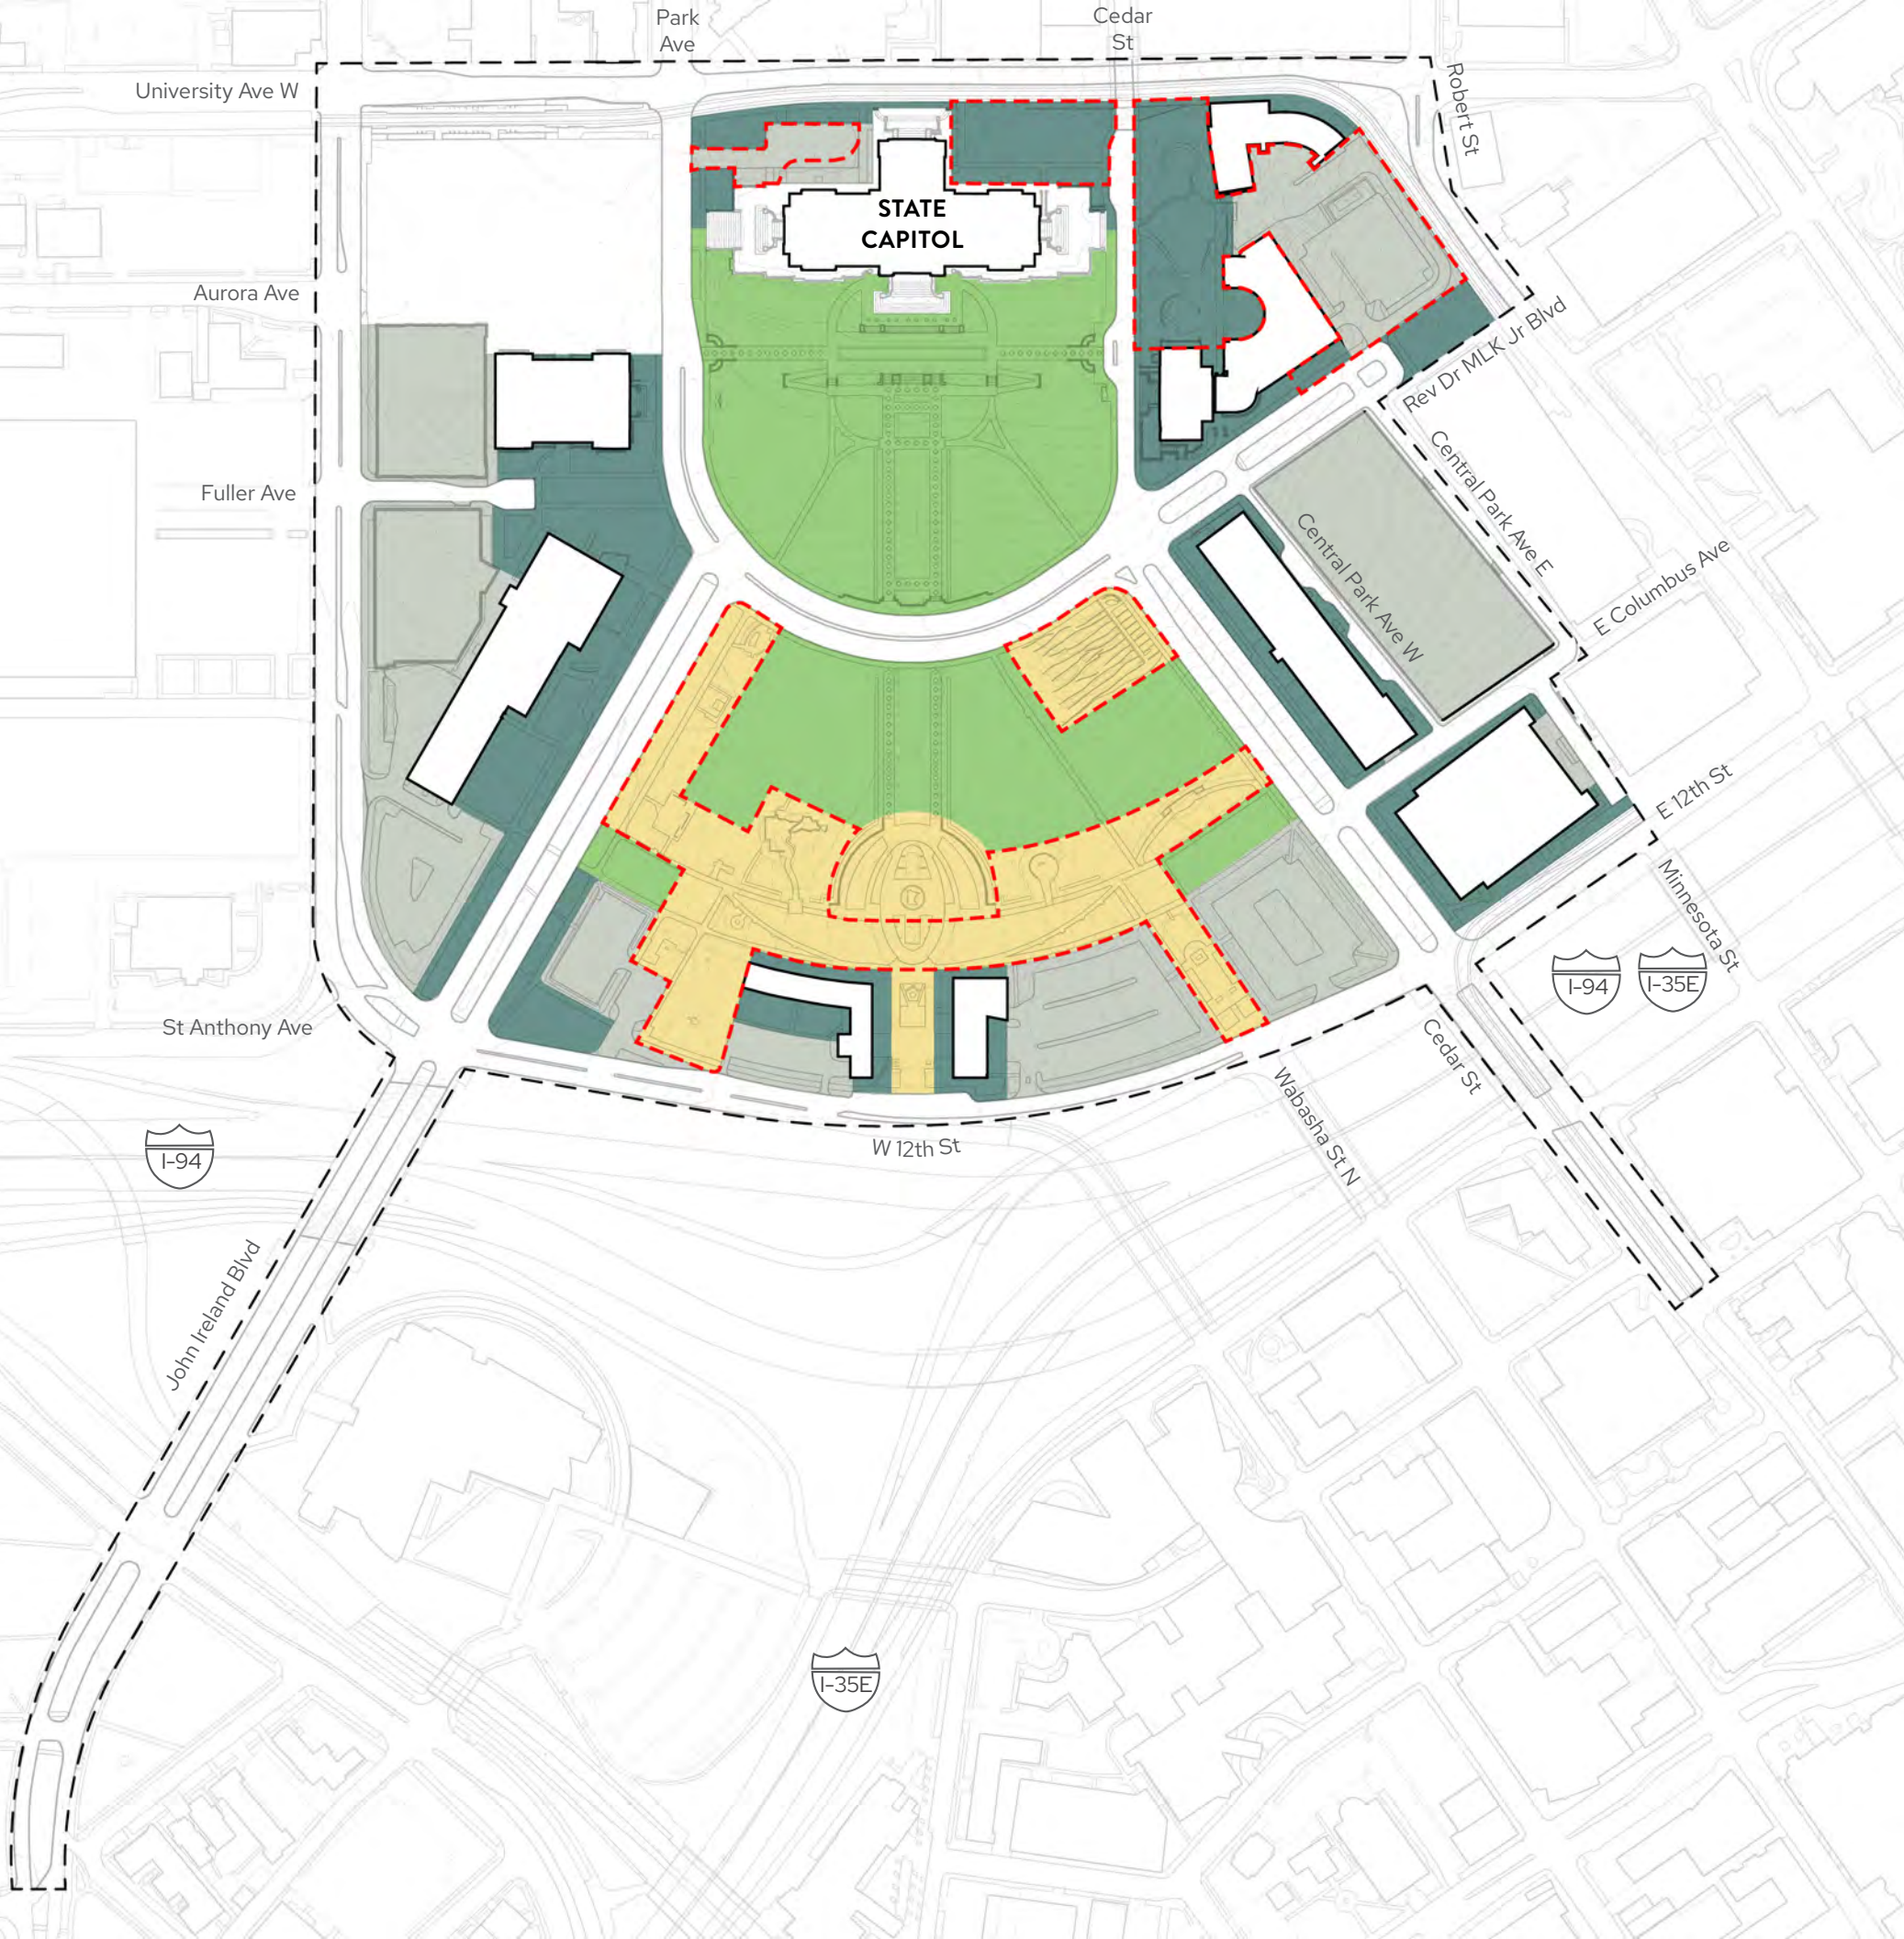 Park
Ave
Cedar
St
University Ave W
Robert St
STATE
CAPITOL
Aurora Ave
Rev Dr MLK Jr Blvd
Fuller Ave
Central Park Ave E
Central Park Ave W
E Columbus Ave
E 12th St
Minnesota St
I-94
I-35E
St Anthony Ave
Cedar St
Wabasha St N
W 12th St
I-94
John Ireland Blvd
I-35E